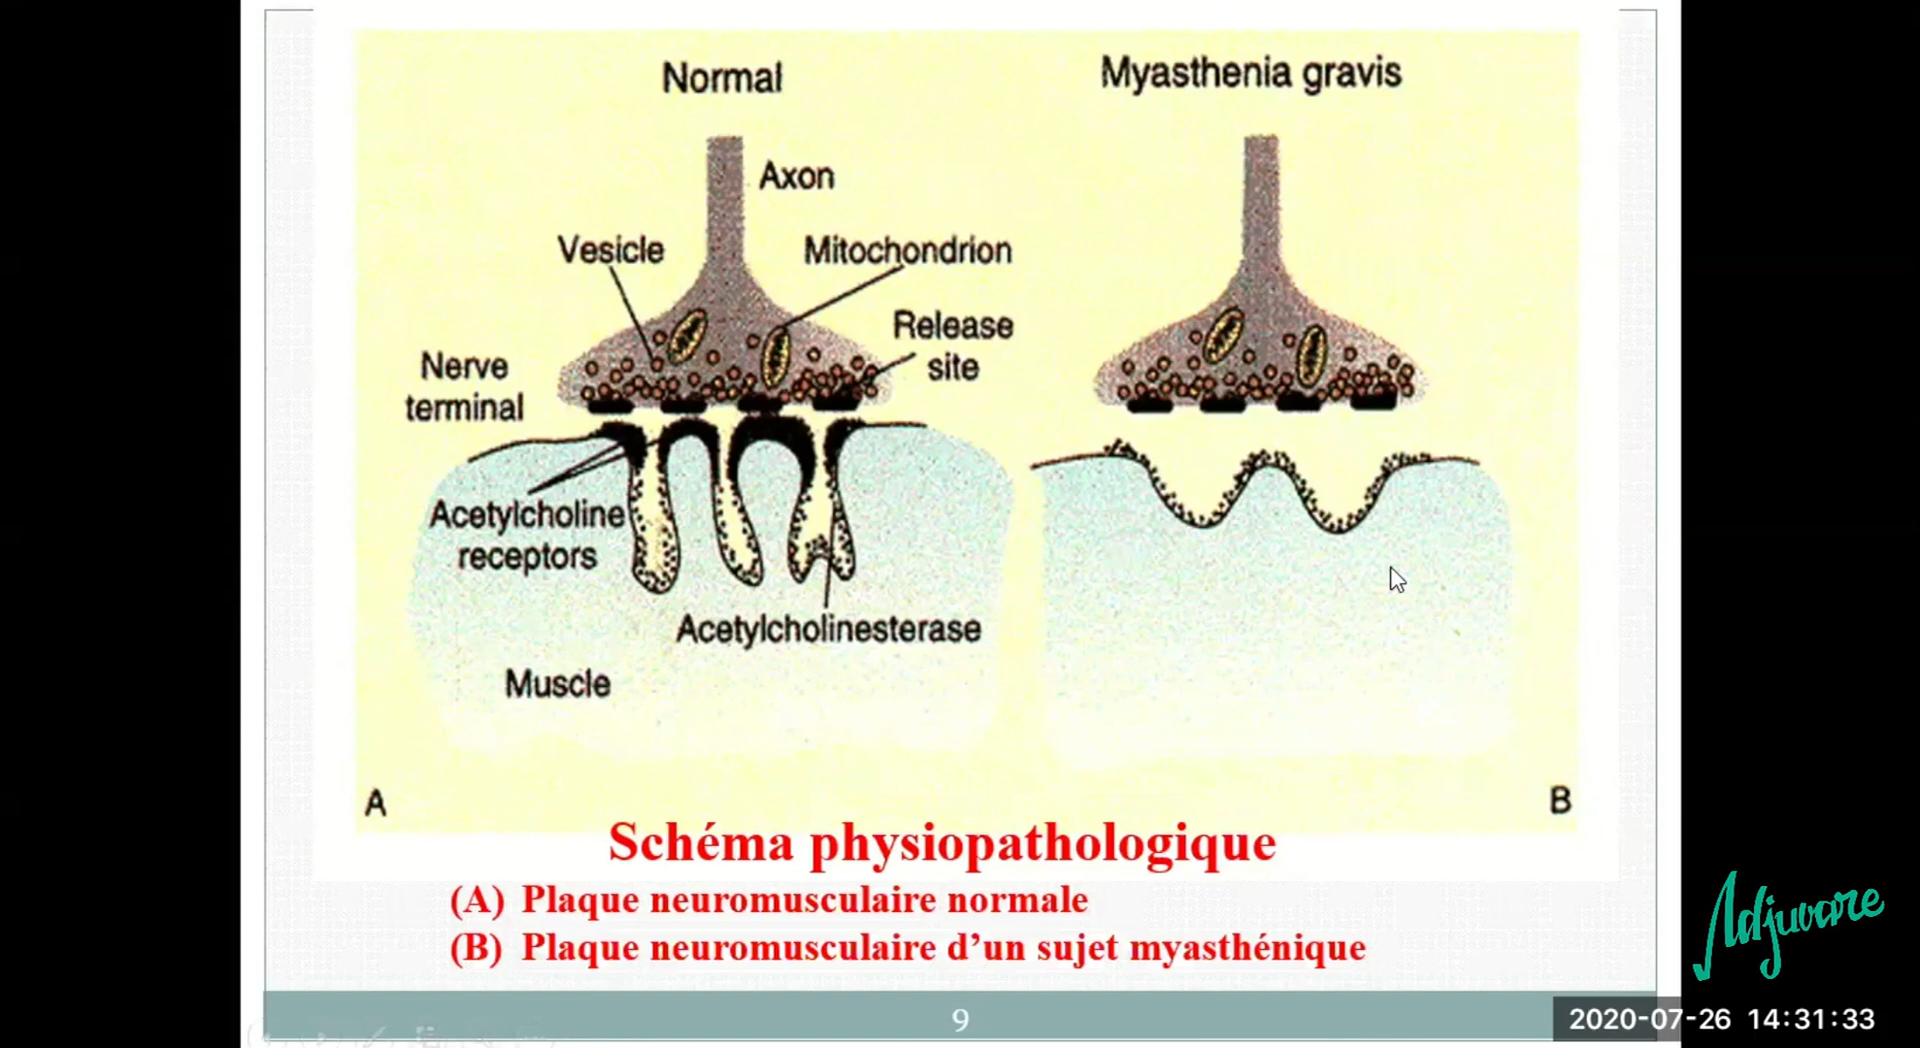 Normal
Myasthenia gravis
Axon
Vesicle
Mitochondrion
Release
site
Nerve
terminal
Acetylcholine
receptors
Acetylcholinesterase
Muscle
A
B
Schéma physiopathologique
(A) Plaque neuromusculaire normale
(B) Plaque neuromusculaire d’un sujet myasthénique
Adjuvare
9
2020-07-26 14:31:33